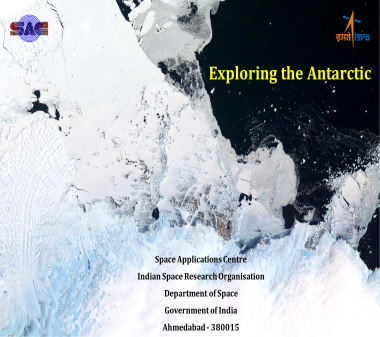 SAC
इसरो isro
Exploring the Antarctic
Space Applications Centre
Indian Space Research Organisation
Department of Space
Government of India
Ahmedabad - 380015